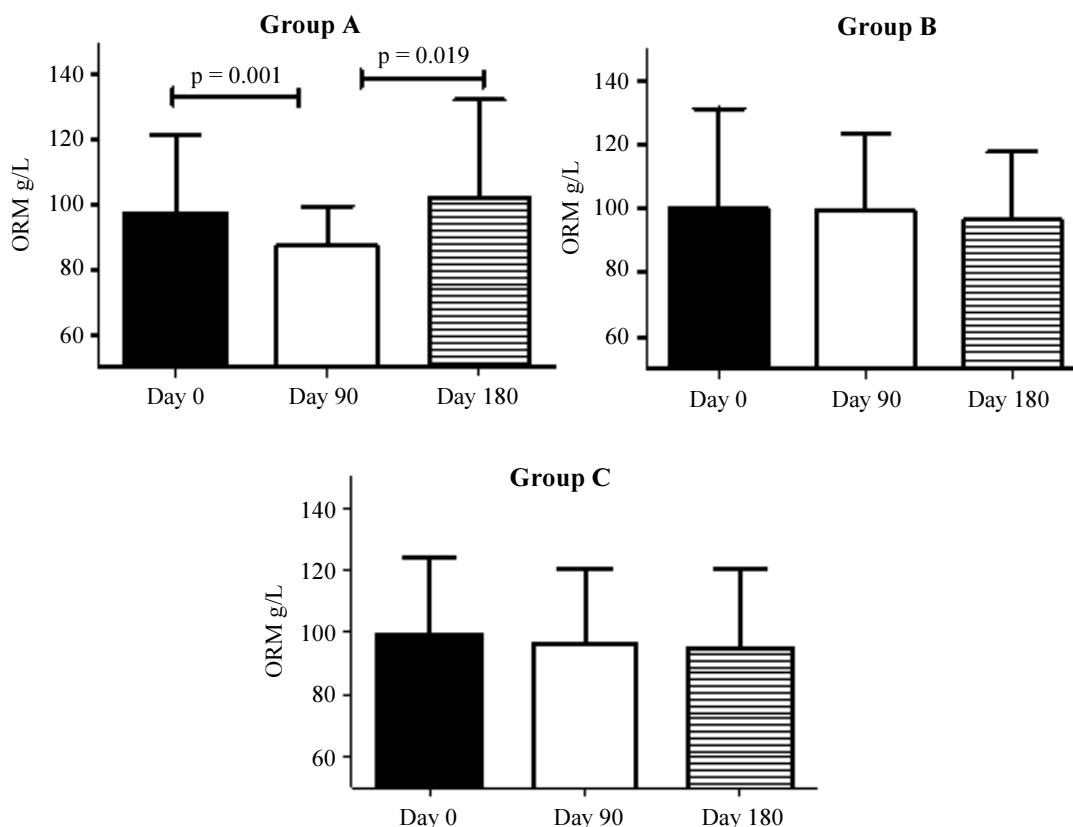 Group A
p = 0.001
p = 0.019
ORM g/L
140
120
100
80
60
Day 0
Day 90
Day 180
Group B
ORM g/L
140
120
100
80
60
Day 0
Day 90
Day 180
Group C
ORM g/L
140
120
100
80
60
Day 0
Day 90
Day 180